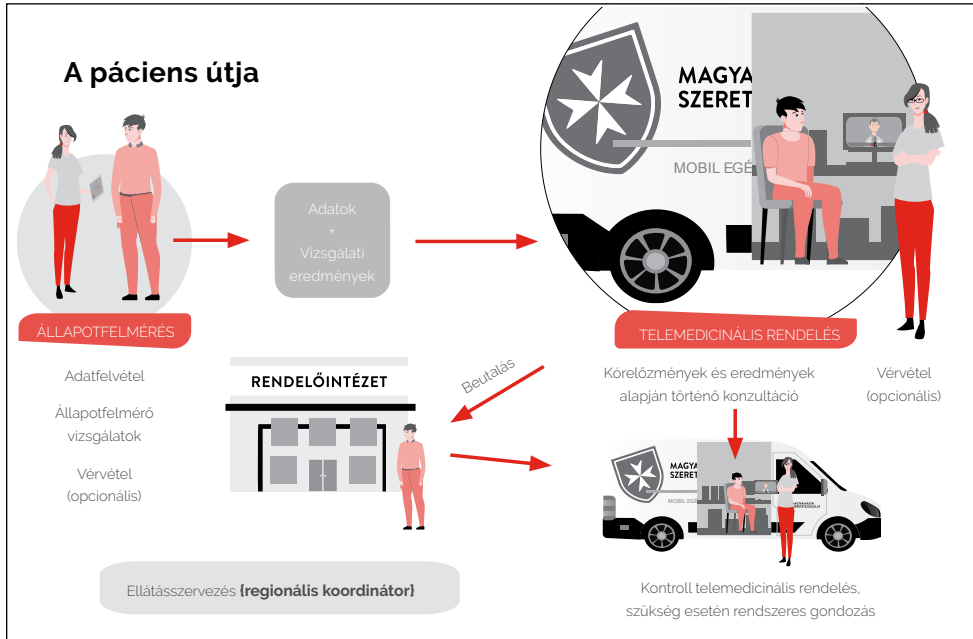 A páciens útja
MAGYA
SZERET
MOBIL EGÉ
Adatok
+
Vizsgálati
eredmények
ÁLLAPOTFELMÉRÉS
TELEMEDICINÁLIS RENDELÉS
Adatfelvétel
Állapotfelmérő
vizsgálatok
Vérvétel
(opcionális)
RENDELŐINTÉZET
Beutalás
Kórelőzmények és eredmények
alapján történő konzultáció
Vérvétel
(opcionális)
MAGYA
SZERET
MOBIL EGÉ
Ellátásszervezés {regionális koordinátor}
Kontroll telemedicinális rendelés,
szükség esetén rendszeres gondozás